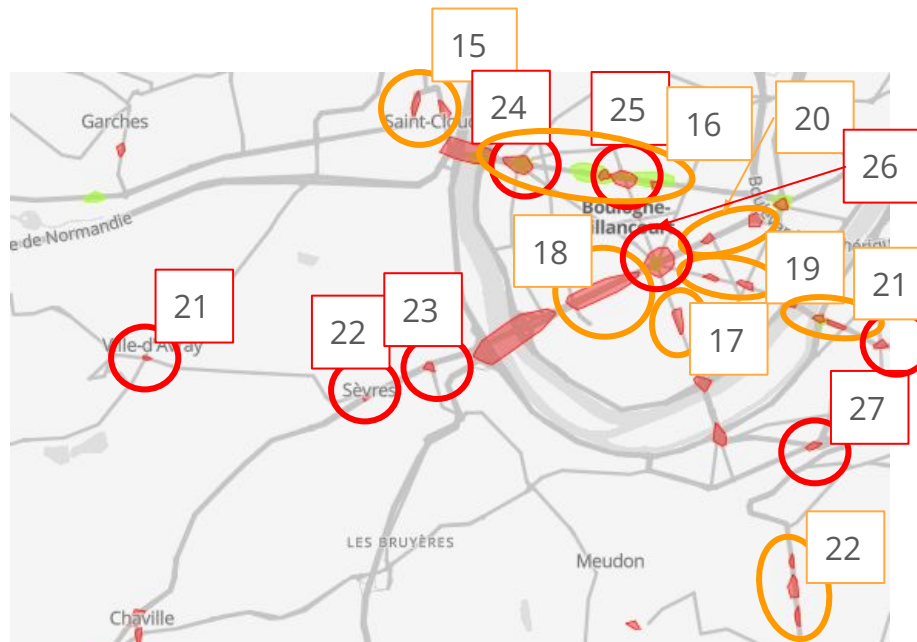 15
24
25
16
20
26
Garches
Saint-Cloud
Boulogne-
illancourt
e de Normandie
18
19
21
21
22
23
17
Ville-d'Avray
Sèvres
27
22
LES BRUYÈRES
Meudon
Chaville